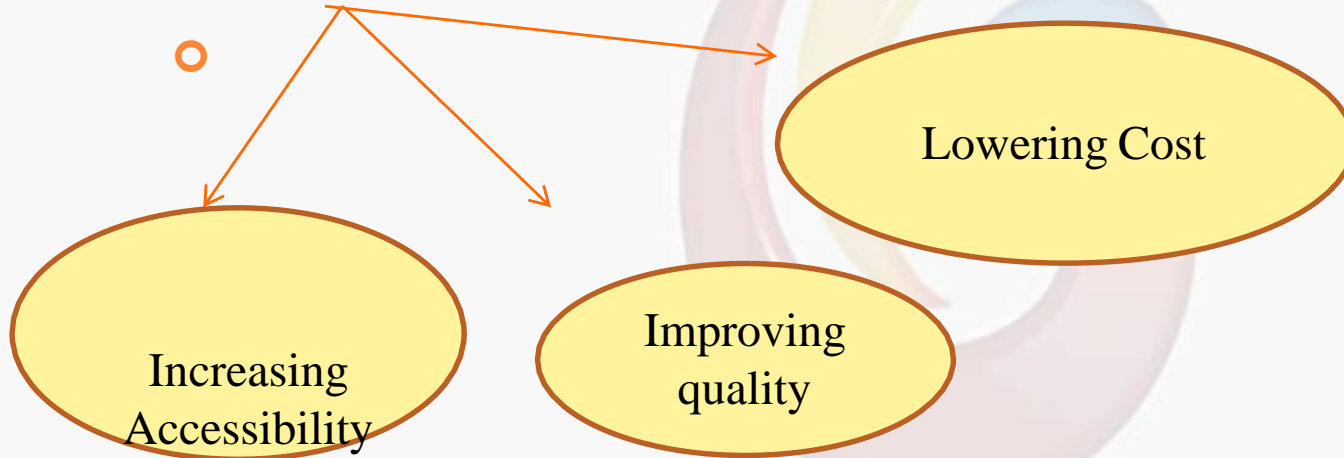 Lowering Cost
Increasing
Accessibility
Improving
quality